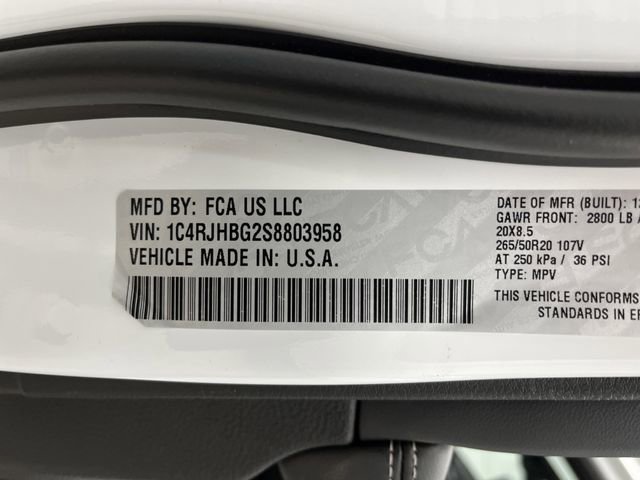 MFD BY: FCA US LLC
VIN: 1C4RJHBG2S8803958
VEHICLE MADE IN: U.S.A.
DATE OF MFR (BUILT):
GAWR FRONT: 2800 LB
20X8.5
265/50R20 107V
AT 250 kPa / 36 PSI
TYPE: MPV
THIS VEHICLE CONFORMS
STANDARDS IN